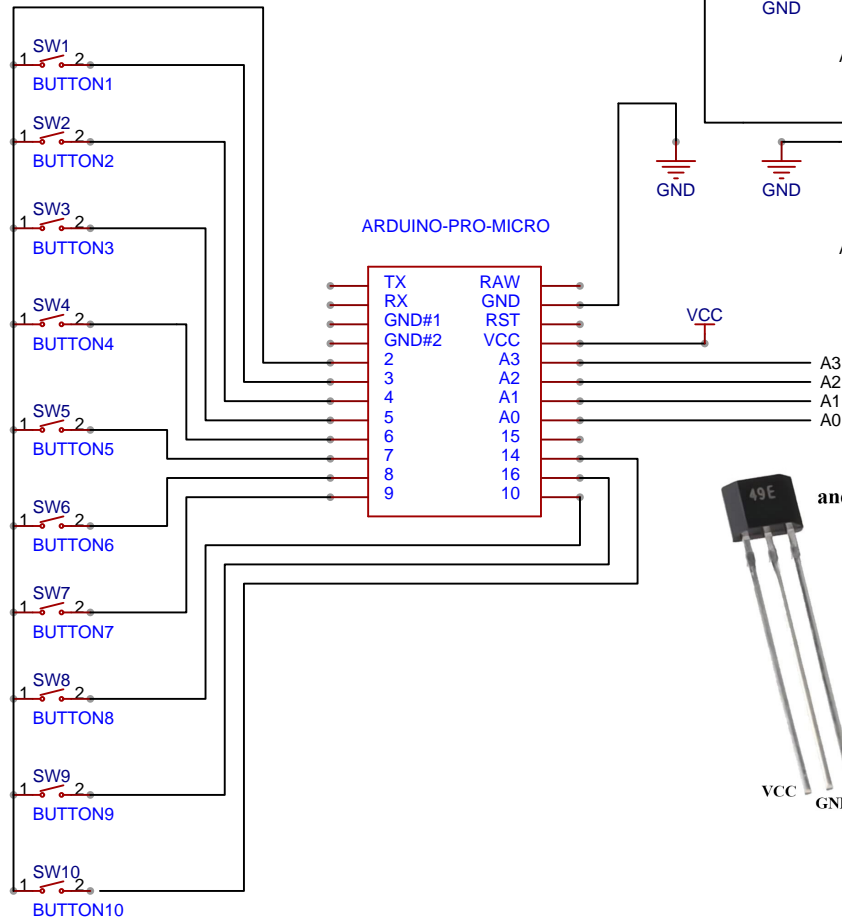 GND
SW1
1 2
BUTTON1
SW2
1 2
BUTTON2
SW3
1 2
BUTTON3
SW4
1 2
BUTTON4
SW5
1 2
BUTTON5
SW6
1 2
BUTTON6
SW7
1 2
BUTTON7
SW8
1 2
BUTTON8
SW9
1 2
BUTTON9
SW10
1 2
BUTTON10
GND
GND
ARDUINO-PRO-MICRO
TX RAW
RX GND
GND#1 RST
GND#2 VCC
2 A3
3 A2
4 A1
5 A0
6 15
7 14
8 16
9 10
VCC
A3
A2
A1
A0
49E
VCC